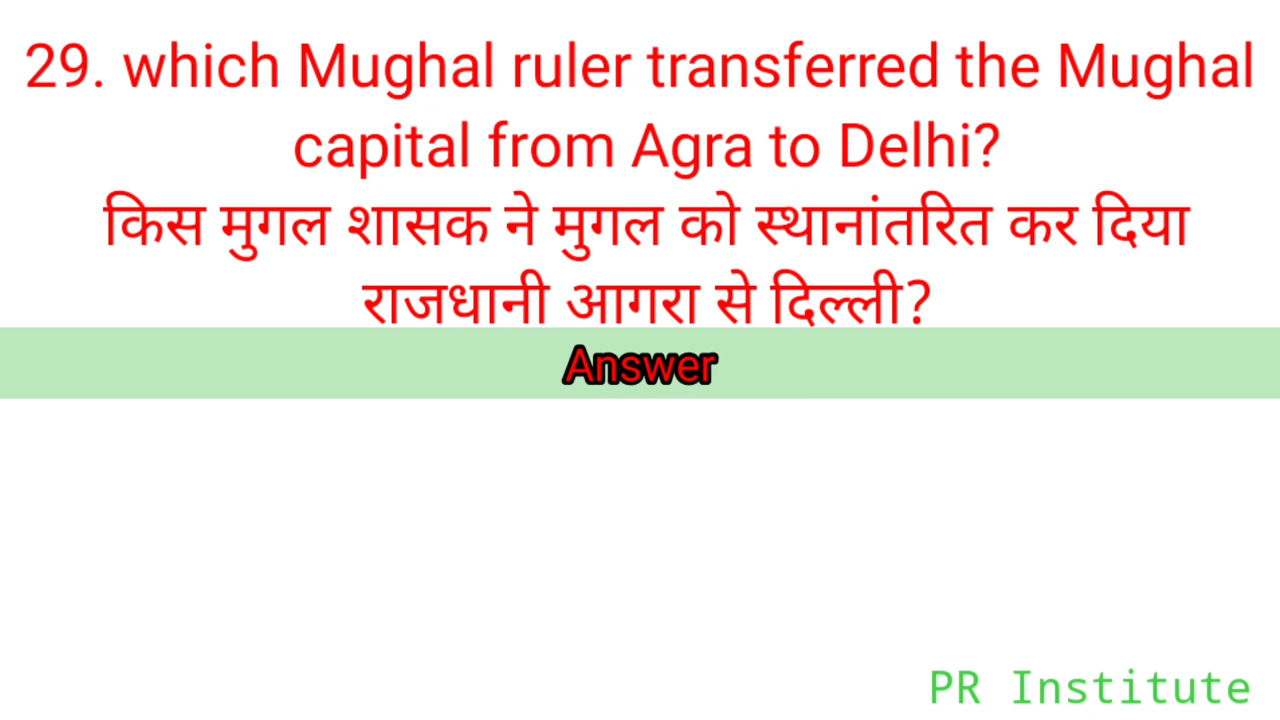 29. which Mughal ruler transferred the Mughal
capital from Agra to Delhi?
किस मुगल शासक ने मुगल को स्थानांतरित कर दिया
राजधानी आगरा से दिल्ली?
Answer
PR Institute